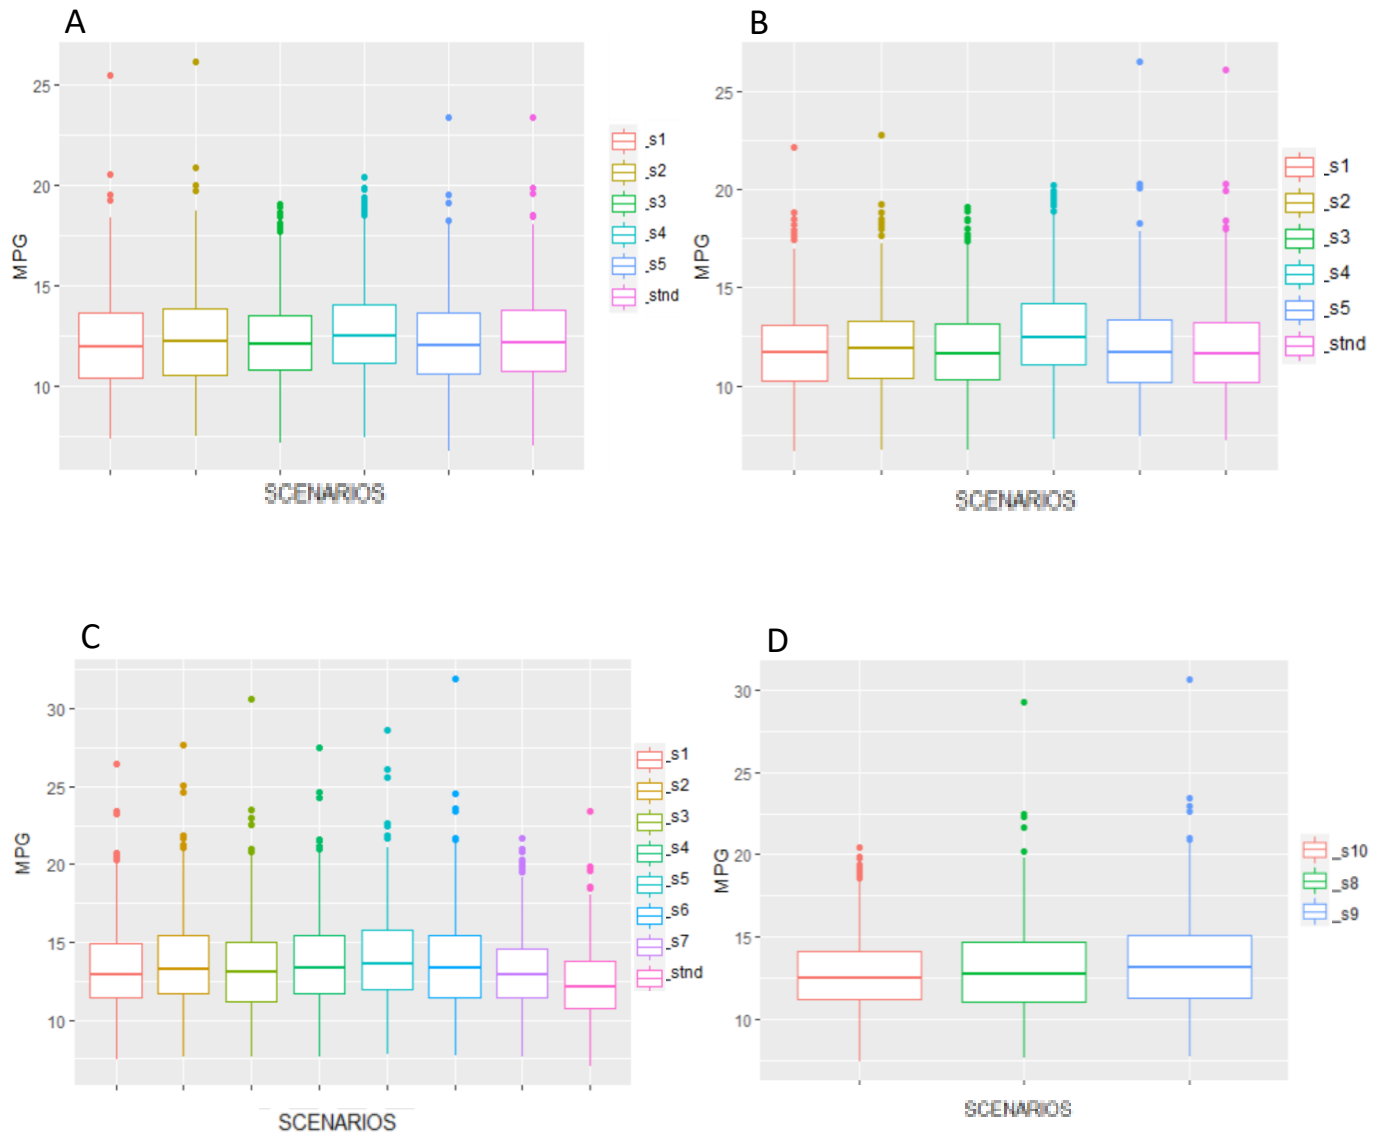 A
25
20
15
10
MPG
SCENARIOS
_s1
_s2
_s3
_s4
_s5
_stnd
B
25
20
15
10
MPG
SCENARIOS
_s1
_s2
_s3
_s4
_s5
_stnd
C
30
25
20
15
10
MPG
SCENARIOS
_s1
_s2
_s3
_s4
_s5
_s6
_s7
_stnd
D
30
25
20
15
10
MPG
SCENARIOS
_s10
_s8
_s9